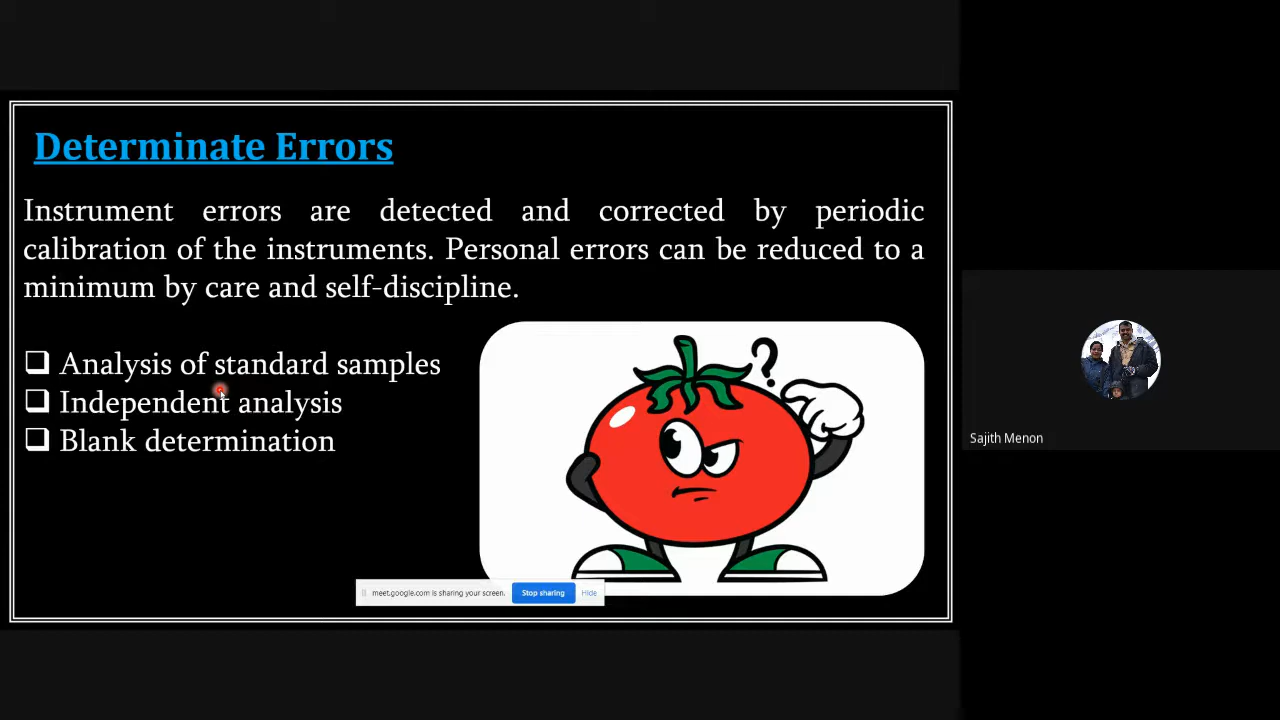 Determinate Errors
Instrument errors are detected and corrected by periodic
calibration of the instruments. Personal errors can be reduced to a
minimum by care and self-discipline.
Analysis of standard samples
Independent analysis
Blank determination
?
meet.google.com is sharing your screen. Stop sharing Hide
Sajith Menon